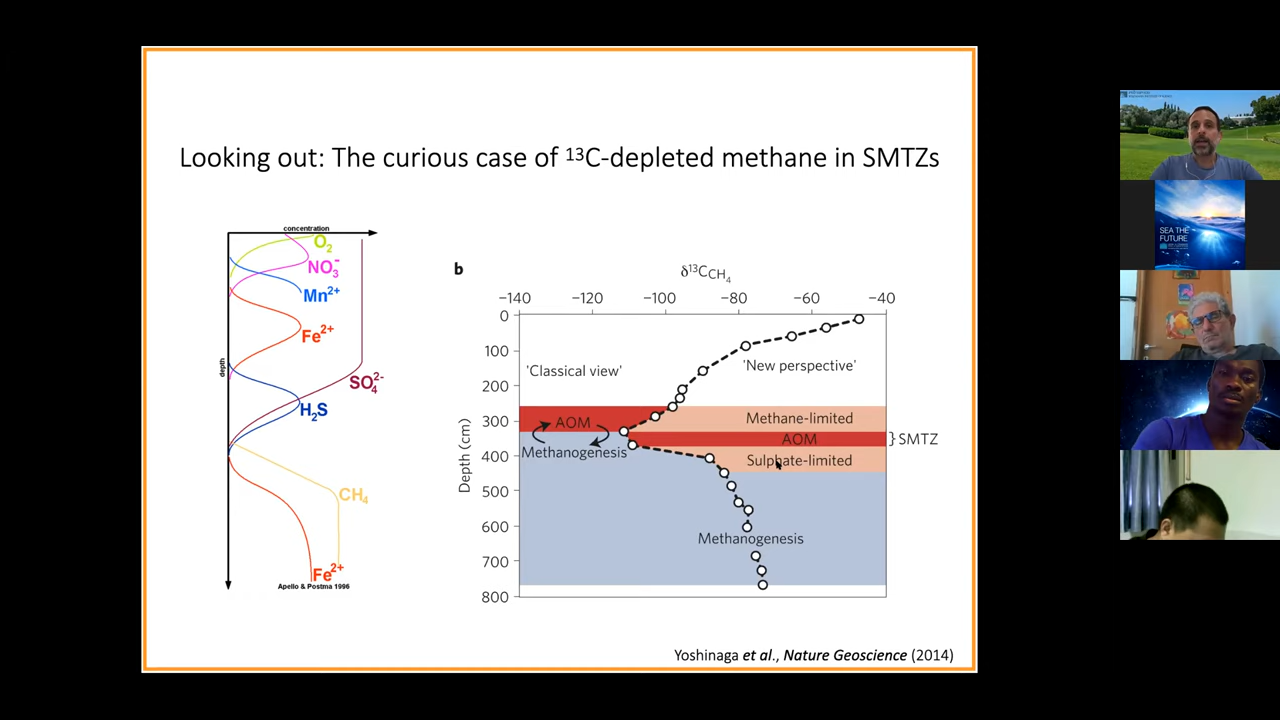 Looking out: The curious case of ¹³C-depleted methane in SMTZs
concentration
O₂
NO₃⁻
Mn²⁺
Fe²⁺
depth
SO₄²⁻
H₂S
CH₄
Fe²⁺
Apello & Postma 1996
b
δ¹³C_CH₄
−140 −120 −100 −80 −60 −40
0
100
200
300
400
500
600
700
800
Depth (cm)
'Classical view'
'New perspective'
AOM
Methanogenesis
Methane-limited
AOM
} SMTZ
Sulphate-limited
Methanogenesis
Yoshinaga et al., Nature Geoscience (2014)
SEA THE
FUTURE